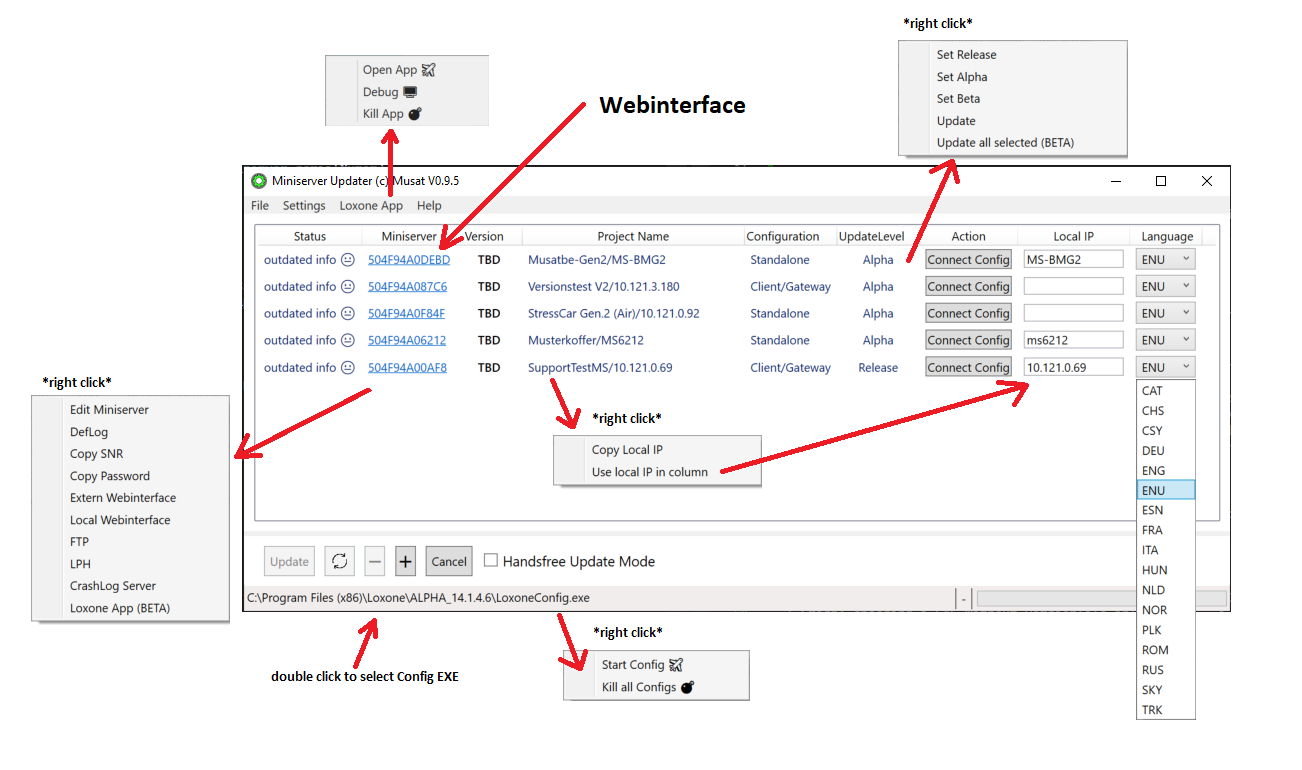 *right click*
Set Release
Set Alpha
Set Beta
Update
Update all selected (BETA)
Open App
Debug
Kill App
Webinterface
Miniserver Updater (c) Musat V0.9.5
File Settings Loxone App Help
Status Miniserver Version Project Name Configuration UpdateLevel Action Local IP Language
outdated info 504F94A0DEBD TBD Musatbe-Gen2/MS-BMG2 Standalone Alpha Connect Config MS-BMG2 ENU
outdated info 504F94A087C6 TBD Versionstest V2/10.121.3.180 Client/Gateway Alpha Connect Config ENU
outdated info 504F94A0F84F TBD StressCar Gen.2 (Air)/10.121.0.92 Standalone Alpha Connect Config ENU
outdated info 504F94A06212 TBD Musterkoffer/MS6212 Standalone Alpha Connect Config ms6212 ENU
outdated info 504F94A00AF8 TBD SupportTestMS/10.121.0.69 Client/Gateway Release Connect Config 10.121.0.69 ENU
*right click*
Edit Miniserver
DefLog
Copy SNR
Copy Password
Extern Webinterface
Local Webinterface
FTP
LPH
CrashLog Server
Loxone App (BETA)
*right click*
Copy Local IP
Use local IP in column
CAT
CHS
CSY
DEU
ENG
ENU
ESN
FRA
ITA
HUN
NLD
NOR
PLK
ROM
RUS
SKY
TRK
Update − + Cancel Handsfree Update Mode
C:\Program Files (x86)\Loxone\ALPHA_14.1.4.6\LoxoneConfig.exe -
double click to select Config EXE
*right click*
Start Config
Kill all Configs